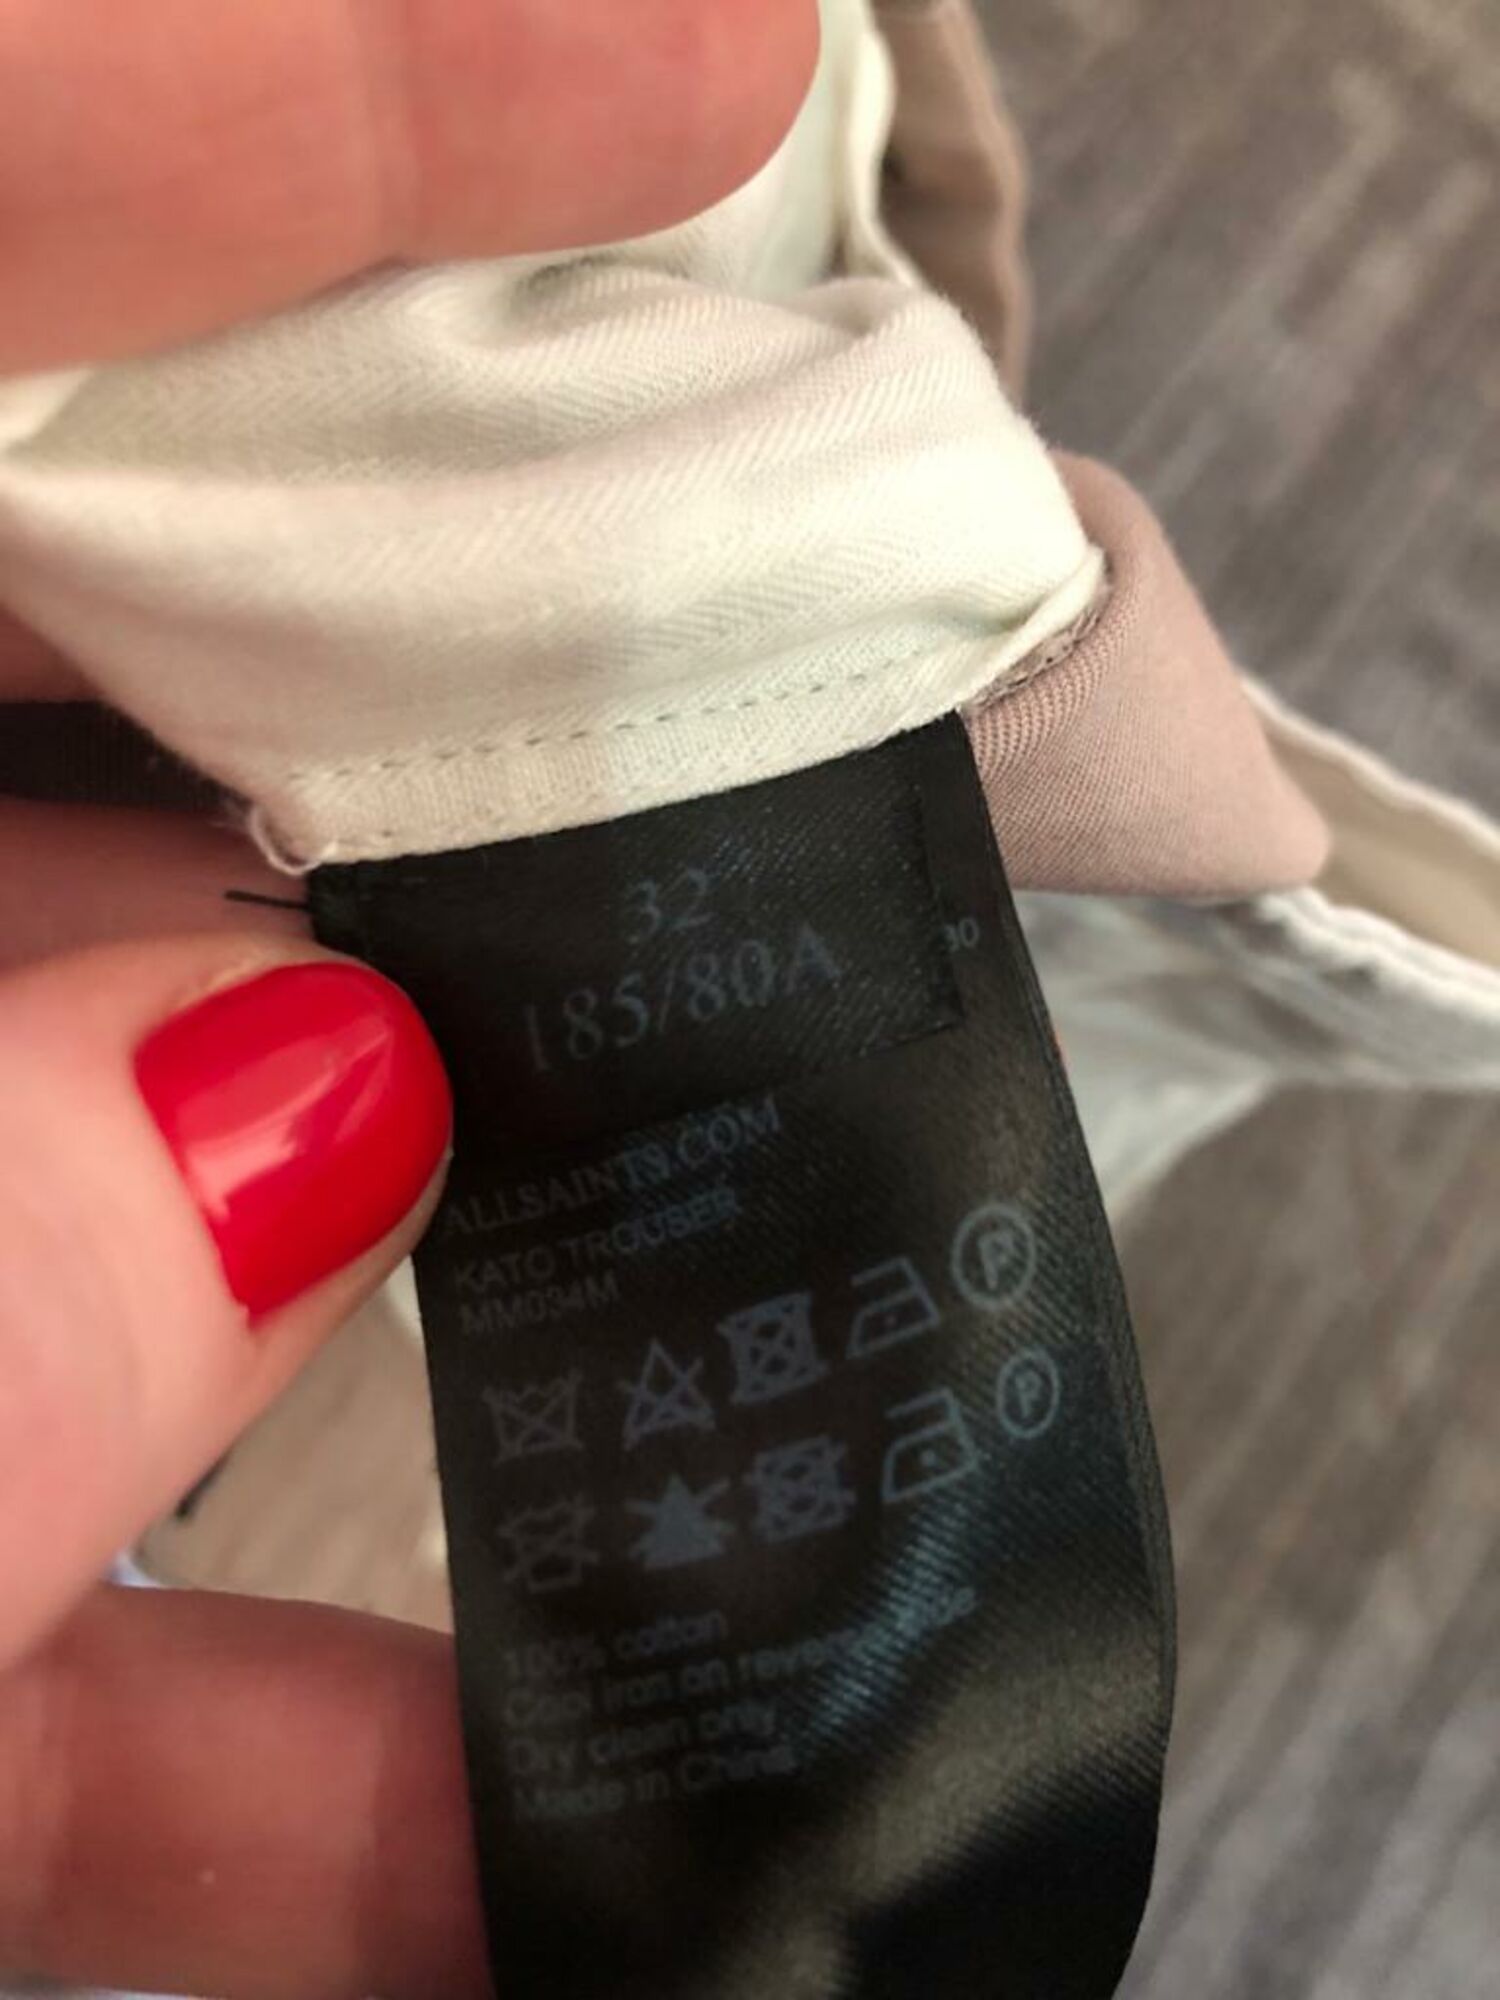 32
185/80A
30
ALLSAINTS.COM
KATO TROUSER
MM034M
P
P
100% cotton
Cool iron on reverse side
Dry clean only
Made in China